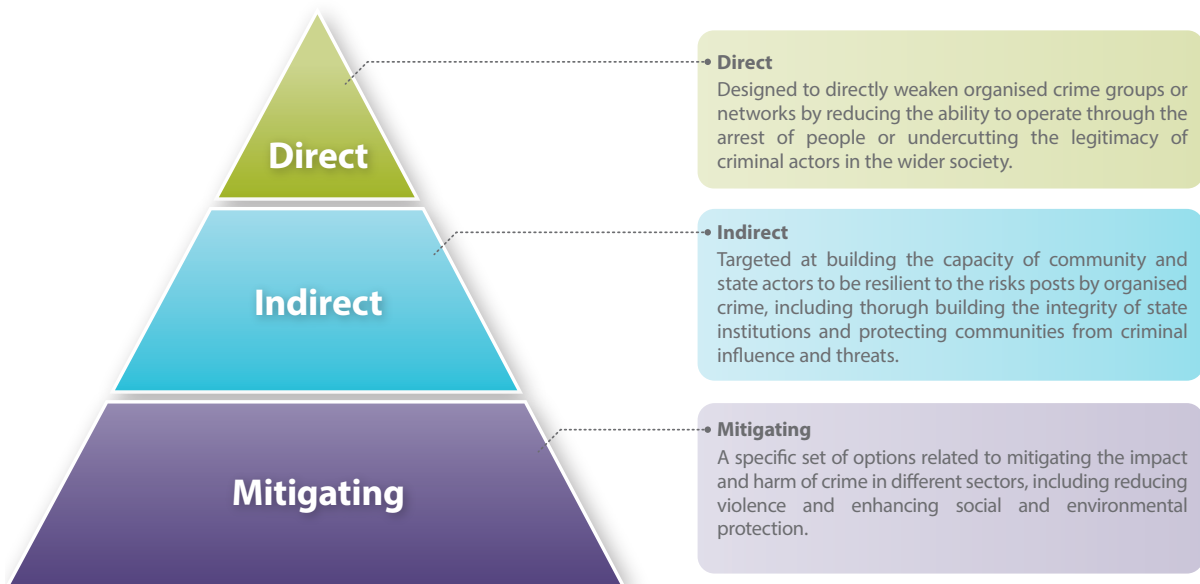 Direct
Direct
Designed to directly weaken organised crime groups or
networks by reducing the ability to operate through the
arrest of people or undercutting the legitimacy of
criminal actors in the wider society.
Indirect
Indirect
Targeted at building the capacity of community and
state actors to be resilient to the risks posts by organised
crime, including thorugh building the integrity of state
institutions and protecting communities from criminal
influence and threats.
Mitigating
Mitigating
A specific set of options related to mitigating the impact
and harm of crime in different sectors, including reducing
violence and enhancing social and environmental
protection.